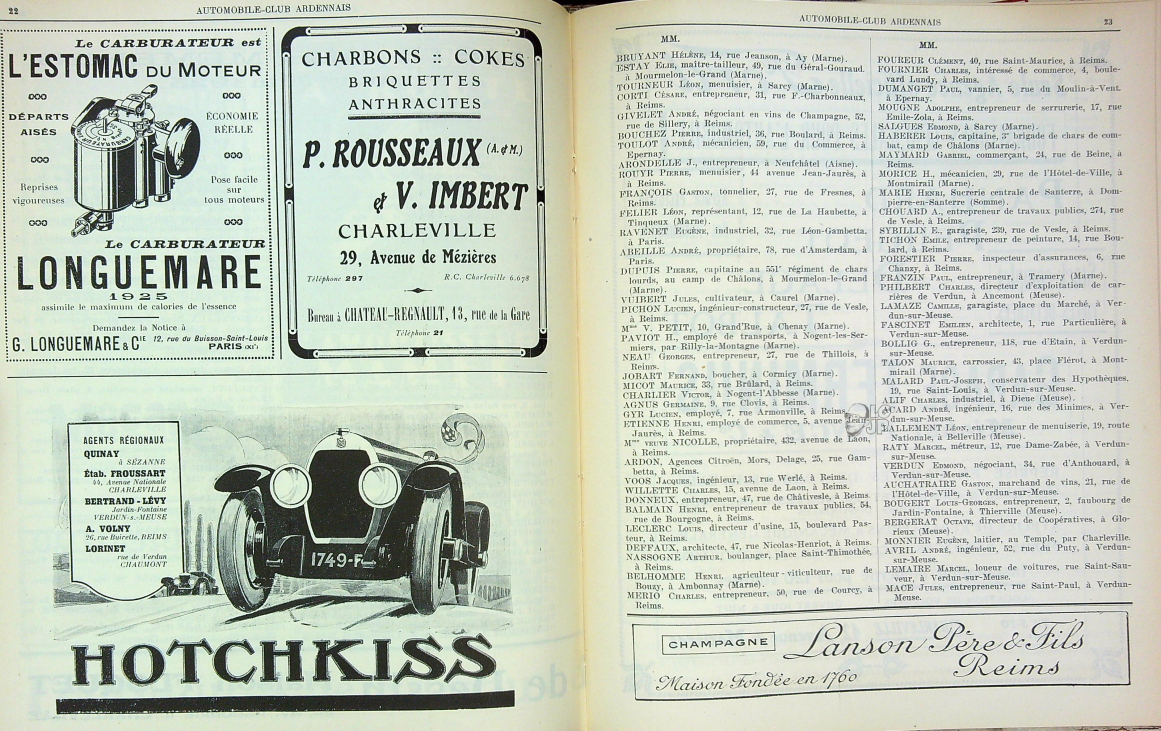 22
AUTOMOBILE-CLUB ARDENNAIS
Le CARBURATEUR est
L'ESTOMAC DU MOTEUR
DÉPARTS
AISÉS
Reprises
vigoureuses
ÉCONOMIE
RÉELLE
Pose facile
sur
tous moteurs
Le CARBURATEUR
LONGUEMARE
1925
assimile le maximum de calories de l'essence
Demandez la Notice à
G. LONGUEMARE & CIE 12, rue du Buisson-Saint-Louis
PARIS (XE)
CHARBONS :: COKES
BRIQUETTES
ANTHRACITES
P. ROUSSEAUX (A. & M.)
& V. IMBERT
CHARLEVILLE
29, Avenue de Mézières
Téléphone 297
R. C. Charleville 6.678
Bureau à CHATEAU-REGNAULT, 13, rue de la Gare
Téléphone 21
AGENTS RÉGIONAUX
QUINAY
à SÉZANNE
Étab. FROUSSART
44, Avenue Nationale
CHARLEVILLE
BERTRAND-LÉVY
Jardin-Fontaine
VERDUN-s.-MEUSE
A. VOLNY
26, rue Buirette, REIMS
LORINET
rue de Verdun
CHAUMONT
1749-F
HOTCHKISS
AUTOMOBILE-CLUB ARDENNAIS
23
MM.
BRUYANT HÉLÈNE, 14, rue Jeanson, à Ay (Marne).
ESTAY ELIE, maître-tailleur, 49, rue du Géral-Gouraud.
à Mourmelon-le-Grand (Marne).
TOURNEUR LÉON, menuisier, à Sarcy (Marne).
CORTI CÉSARE, entrepreneur, 31, rue F.-Charbonneaux,
à Reims.
GIVELET ANDRÉ, négociant en vins de Champagne, 52,
rue de Sillery, à Reims.
BOUCHEZ PIERRE, industriel, 36, rue Boulard, à Reims.
TOULOT ANDRÉ, mécanicien, 59, rue du Commerce, à
Epernay.
ARONDELLE J., entrepreneur, à Neufchâtel (Aisne).
ROUYR PIERRE, menuisier, 44 avenue Jean-Jaurès, à
à Reims.
FRANÇOIS GASTON, tonnelier, 27, rue de Fresnes, à
Reims.
FELIER LÉON, représentant, 12, rue de La Haubette, à
Tinqueux (Marne).
RAVENET EUGÈNE, industriel, 32, rue Léon-Gambetta,
à Paris.
ABEILLE ANDRÉ, propriétaire, 78, rue d'Amsterdam, à
Paris.
DUPUIS PIERRE, capitaine au 551e régiment de chars
lourds, au camp de Châlons, à Mourmelon-le-Grand
(Marne).
VUIBERT JULES, cultivateur, à Caurel (Marne).
PICHON LUCIEN, ingénieur-constructeur, 27, rue de Vesle,
à Reims.
Mme V. PETIT, 10, Grand'Rue, à Chenay (Marne).
PAVIOT H., employé de transports, à Nogent-les-Ser-
miers, par Rilly-la-Montagne (Marne).
NEAU GEORGES, entrepreneur, 27, rue de Thillois, à
Reims.
JOBART FERNAND, boucher, à Cormicy (Marne).
MICOT MAURICE, 33, rue Brûlard, à Reims.
CHARLIER VICTOR, à Nogent-l'Abbesse (Marne).
AGNUS GERMAINE, 9, rue Clovis, à Reims.
GYR LUCIEN, employé, 7, rue Armonville, à Reims.
ETIENNE HENRI, employé de commerce, 5, avenue Jean
Jaurès, à Reims.
Mme VEUVE NICOLLE, propriétaire, 432, avenue de Laon,
à Reims.
ARDON, Agences Citroën, Mors, Delage, 25, rue Gam-
betta, à Reims.
VOOS JACQUES, ingénieur, 13, rue Werlé, à Reims.
WILLETTE CHARLES, 15, avenue de Laon, à Reims.
DONNEUX, entrepreneur, 47, rue de Châtivesle, à Reims.
BALMAIN HENRI, entrepreneur de travaux publics, 54,
rue de Bourgogne, à Reims.
LECLERC LOUIS, directeur d'usine, 15, boulevard Pas-
teur, à Reims.
DEFFAUX, architecte, 47, rue Nicolas-Henriot, à Reims.
NASSOGNE ARTHUR, boulanger, place Saint-Thimothée,
à Reims.
BELHOMME HENRI, agriculteur-viticulteur, rue de
Bouzy, à Ambonnay (Marne).
MERIO CHARLES, entrepreneur, 50, rue de Courcy, à
Reims.
MM.
FOUREUR CLÉMENT, 40, rue Saint-Maurice, à Reims.
FOURNIER CHARLES, intéressé de commerce, 4, boule-
vard Lundy, à Reims.
DUMANGET PAUL, vannier, 5, rue du Moulin-à-Vent.
à Epernay.
MOUGNE ADOLPHE, entrepreneur de serrurerie, 17, rue
Emile-Zola, à Reims.
SALGUES EDMOND, à Sarcy (Marne).
HABERER LOUIS, capitaine, 3e brigade de chars de com-
bat, camp de Châlons (Marne).
MAYMARD GABRIEL, commerçant, 24, rue de Beine, à
Reims.
MORICE H., mécanicien, 29, rue de l'Hôtel-de-Ville, à
Montmirail (Marne).
MARIE HENRI, Sucrerie centrale de Santerre, à Dom-
pierre-en-Santerre (Somme).
CHOUARD A., entrepreneur de travaux publics, 274, rue
de Vesle, à Reims.
SYBILLIN E., garagiste, 239, rue de Vesle, à Reims.
TICHON EMILE, entrepreneur de peinture, 14, rue Bou-
lard, à Reims.
FORESTIER PIERRE, inspecteur d'assurances, 6, rue
Chanzy, à Reims.
FRANZIN PAUL, entrepreneur, à Tramery (Marne).
PHILBERT CHARLES, directeur d'exploitation de car-
rières de Verdun, à Ancemont (Meuse).
LAMAZE CAMILLE, garagiste, place du Marché, à Ver-
dun-sur-Meuse.
FASCINET EMILIEN, architecte, 1, rue Particulière, à
Verdun-sur-Meuse.
BOLLIG G., entrepreneur, 118, rue d'Etain, à Verdun-
sur-Meuse.
TALON MAURICE, carrossier, 43, place Flérot, à Mont-
mirail (Marne).
MALARD PAUL-JOSEPH, conservateur des Hypothèques,
19, rue Saint-Louis, à Verdun-sur-Meuse.
ALIF CHARLES, industriel, à Dieue (Meuse).
ACARD ANDRÉ, ingénieur, 16, rue des Minimes, à Ver-
dun-sur-Meuse.
LALLEMENT LÉON, entrepreneur de menuiserie, 19, route
Nationale, à Belleville (Meuse).
RATY MARCEL, métreur, 12, rue Dame-Zabée, à Verdun-
sur-Meuse.
VERDUN EDMOND, négociant, 34, rue d'Anthouard, à
Verdun-sur-Meuse.
AUCHATRAIRE GASTON, marchand de vins, 21, rue de
l'Hôtel-de-Ville, à Verdun-sur-Meuse.
BOUGERT LOUIS-GEORGES, entrepreneur, 2, faubourg de
Jardin-Fontaine, à Thierville (Meuse).
BERGERAT OCTAVE, directeur de Coopératives, à Glo-
rieux (Meuse).
MONNIER EUGÈNE, laitier, au Temple, par Charleville.
AVRIL ANDRÉ, ingénieur, 52, rue du Puty, à Verdun-
sur-Meuse.
LEMAIRE MARCEL, loueur de voitures, rue Saint-Sau-
veur, à Verdun-sur-Meuse.
MACE JULES, entrepreneur, rue Saint-Paul, à Verdun-
Meuse.
CHAMPAGNE
Lanson Père & Fils
Reims
Maison Fondée en 1760